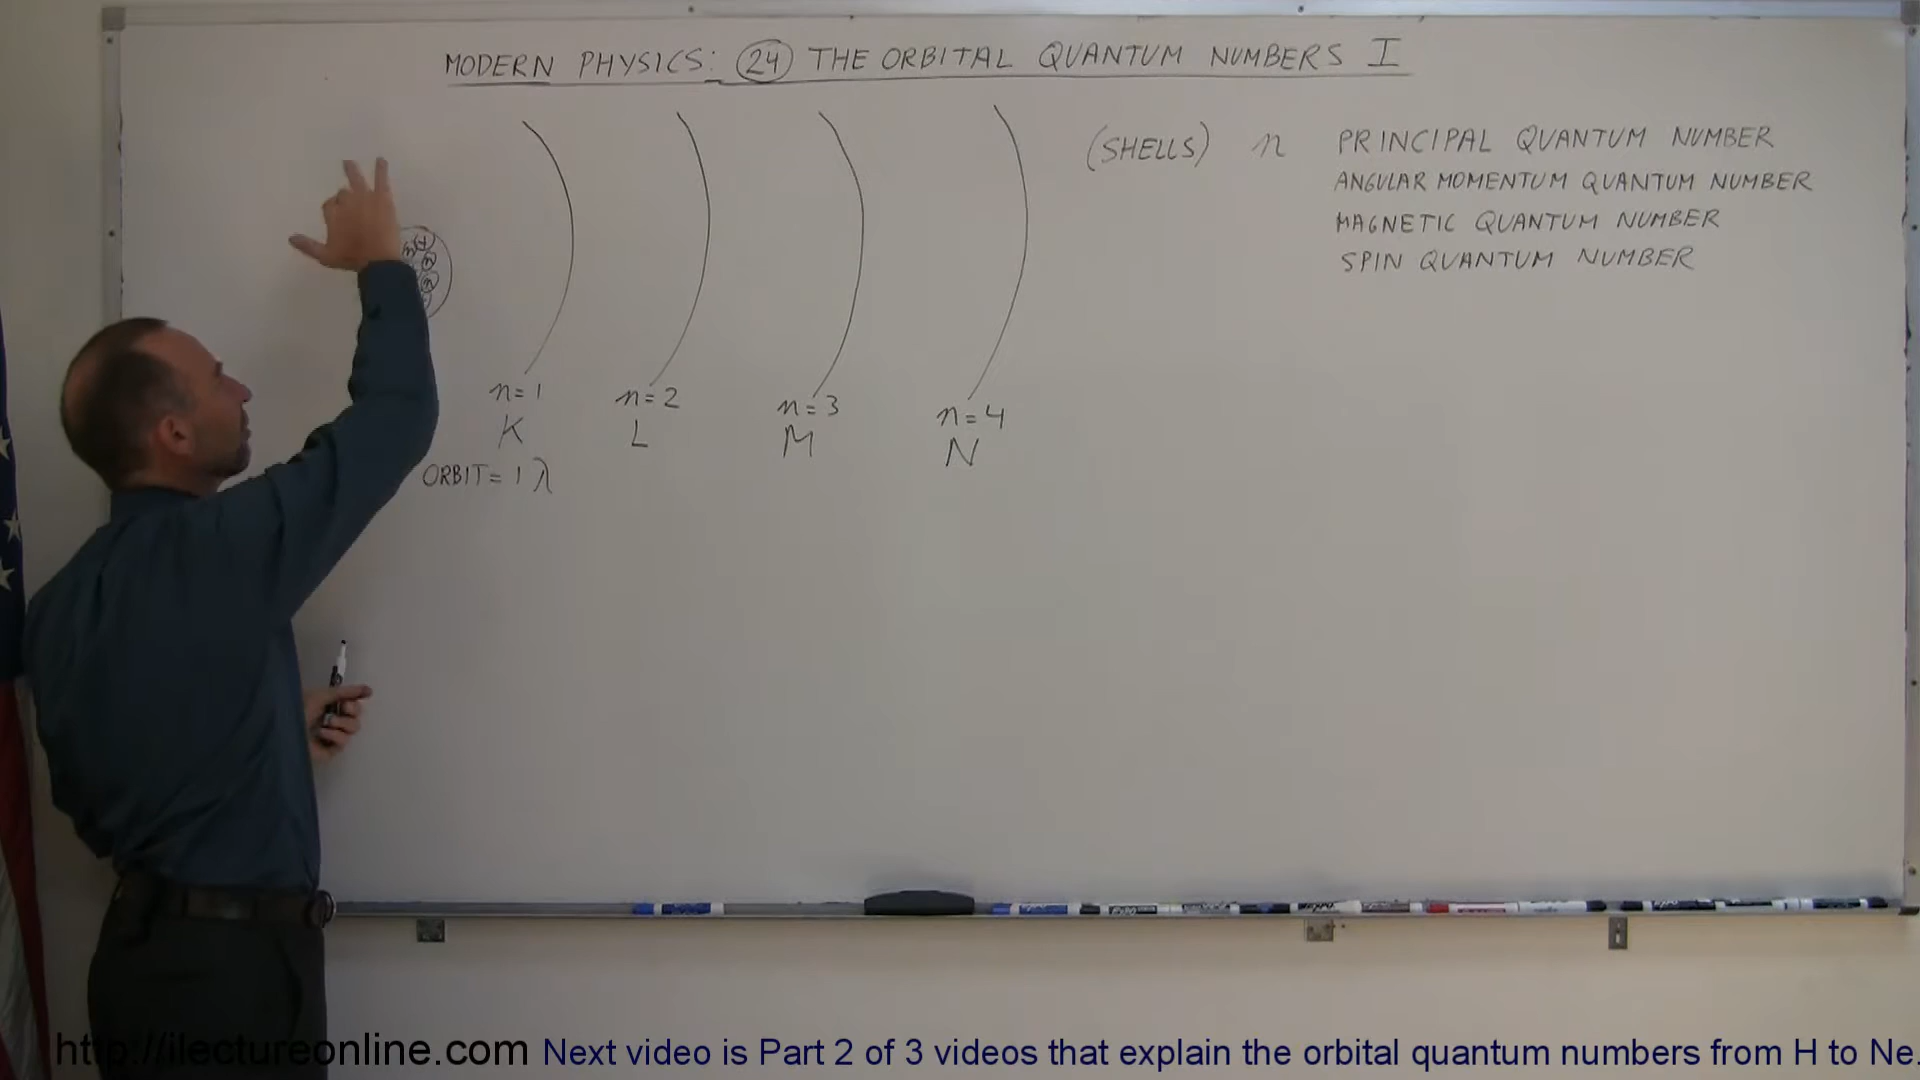 MODERN PHYSICS: 24 THE ORBITAL QUANTUM NUMBERS I
(SHELLS) n PRINCIPAL QUANTUM NUMBER
ANGULAR MOMENTUM QUANTUM NUMBER
MAGNETIC QUANTUM NUMBER
SPIN QUANTUM NUMBER
n=1 n=2 n=3 n=4
K L M N
ORBIT = 1 λ
http://ilectureonline.com Next video is Part 2 of 3 videos that explain the orbital quantum numbers from H to Ne.